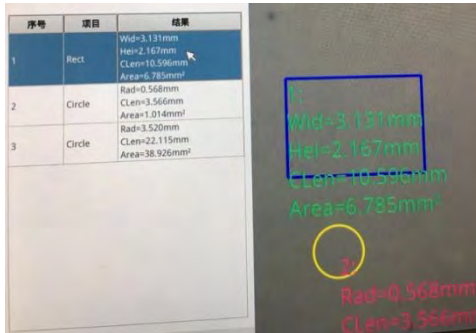 序号 项目 结果
1 Rect Wid=3.131mm
Hei=2.167mm
CLen=10.596mm
Area=6.785mm²
2 Circle Rad=0.568mm
CLen=3.566mm
Area=1.014mm²
3 Circle Rad=3.520mm
CLen=22.115mm
Area=38.926mm²
1:
Wid=3.131mm
Hei=2.167mm
CLen=10.596mm
Area=6.785mm²
2:
Rad=0.568mm
CLen=3.566mm